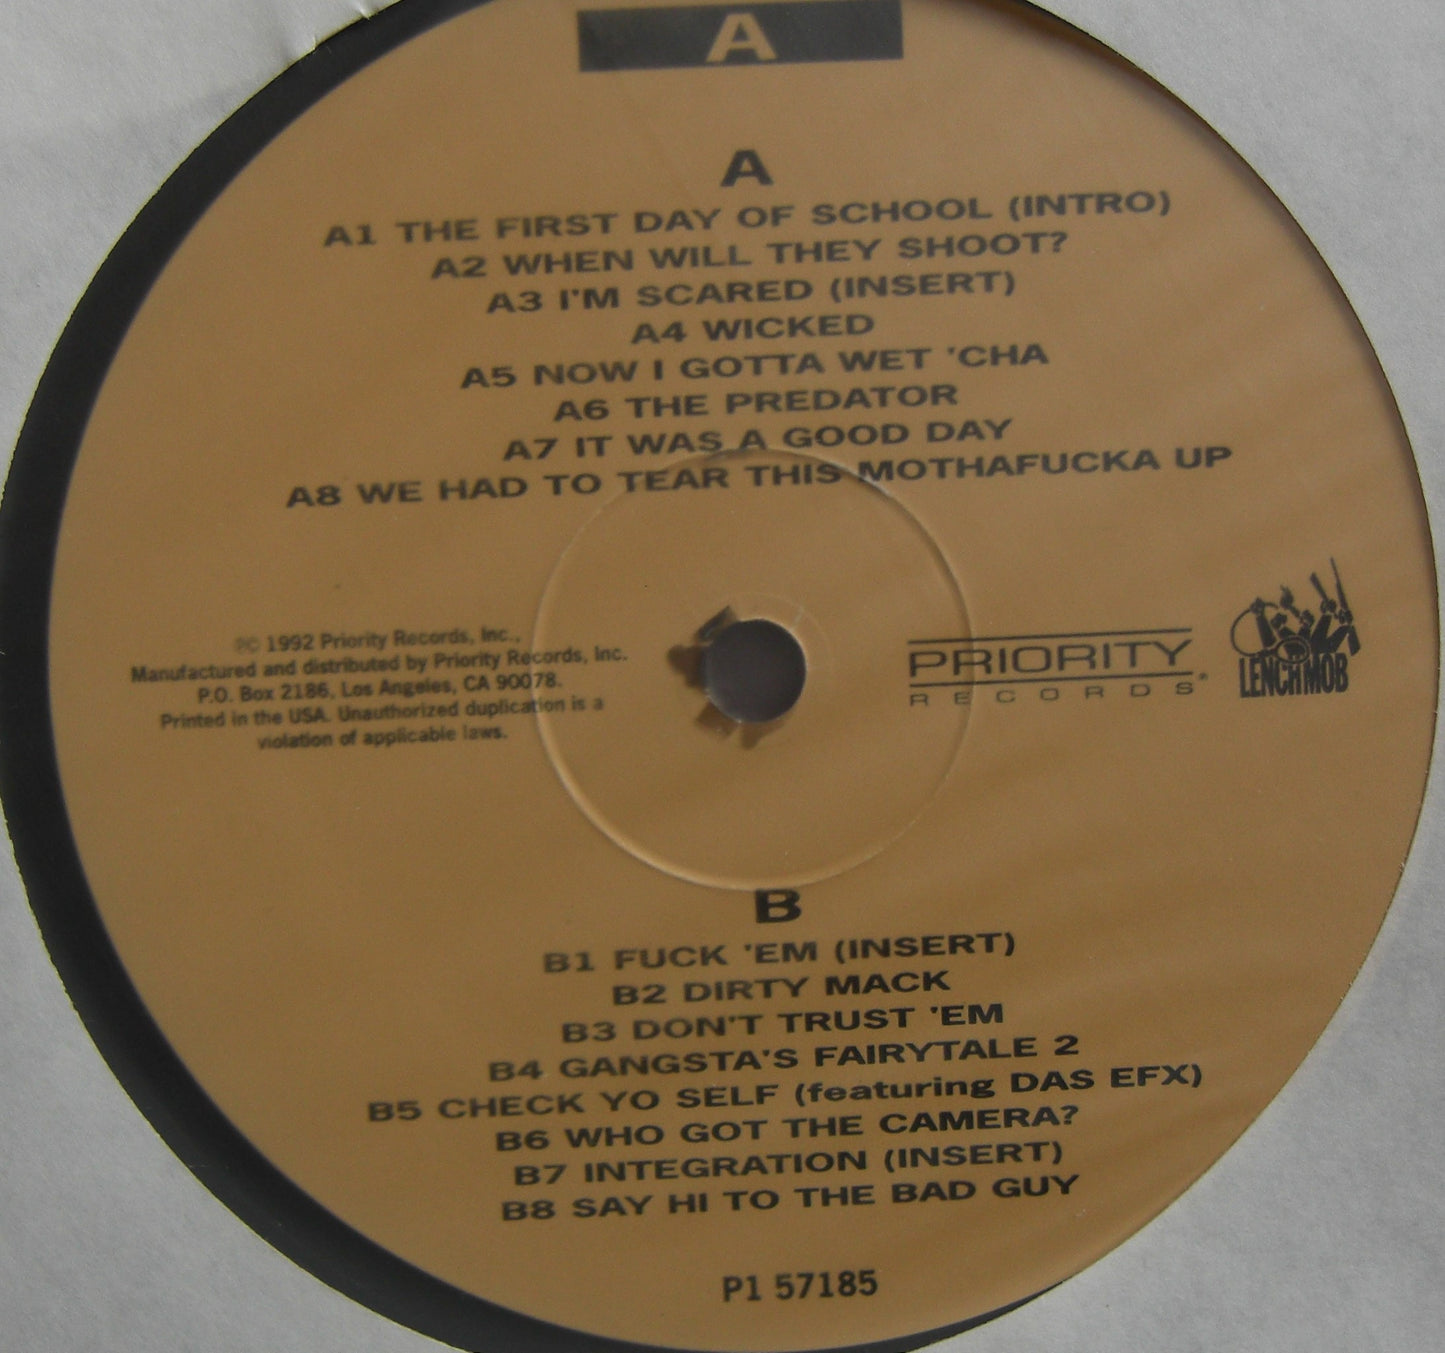 A
A
A1 THE FIRST DAY OF SCHOOL (INTRO)
A2 WHEN WILL THEY SHOOT?
A3 I'M SCARED (INSERT)
A4 WICKED
A5 NOW I GOTTA WET 'CHA
A6 THE PREDATOR
A7 IT WAS A GOOD DAY
A8 WE HAD TO TEAR THIS MOTHAFUCKA UP
℗© 1992 Priority Records, Inc.,
Manufactured and distributed by Priority Records, Inc.
P.O. Box 2186, Los Angeles, CA 90078.
Printed in the USA. Unauthorized duplication is a
violation of applicable laws.
PRIORITY
RECORDS®
LENCH MOB
B
B1 FUCK 'EM (INSERT)
B2 DIRTY MACK
B3 DON'T TRUST 'EM
B4 GANGSTA'S FAIRYTALE 2
B5 CHECK YO SELF (featuring DAS EFX)
B6 WHO GOT THE CAMERA?
B7 INTEGRATION (INSERT)
B8 SAY HI TO THE BAD GUY
P1 57185